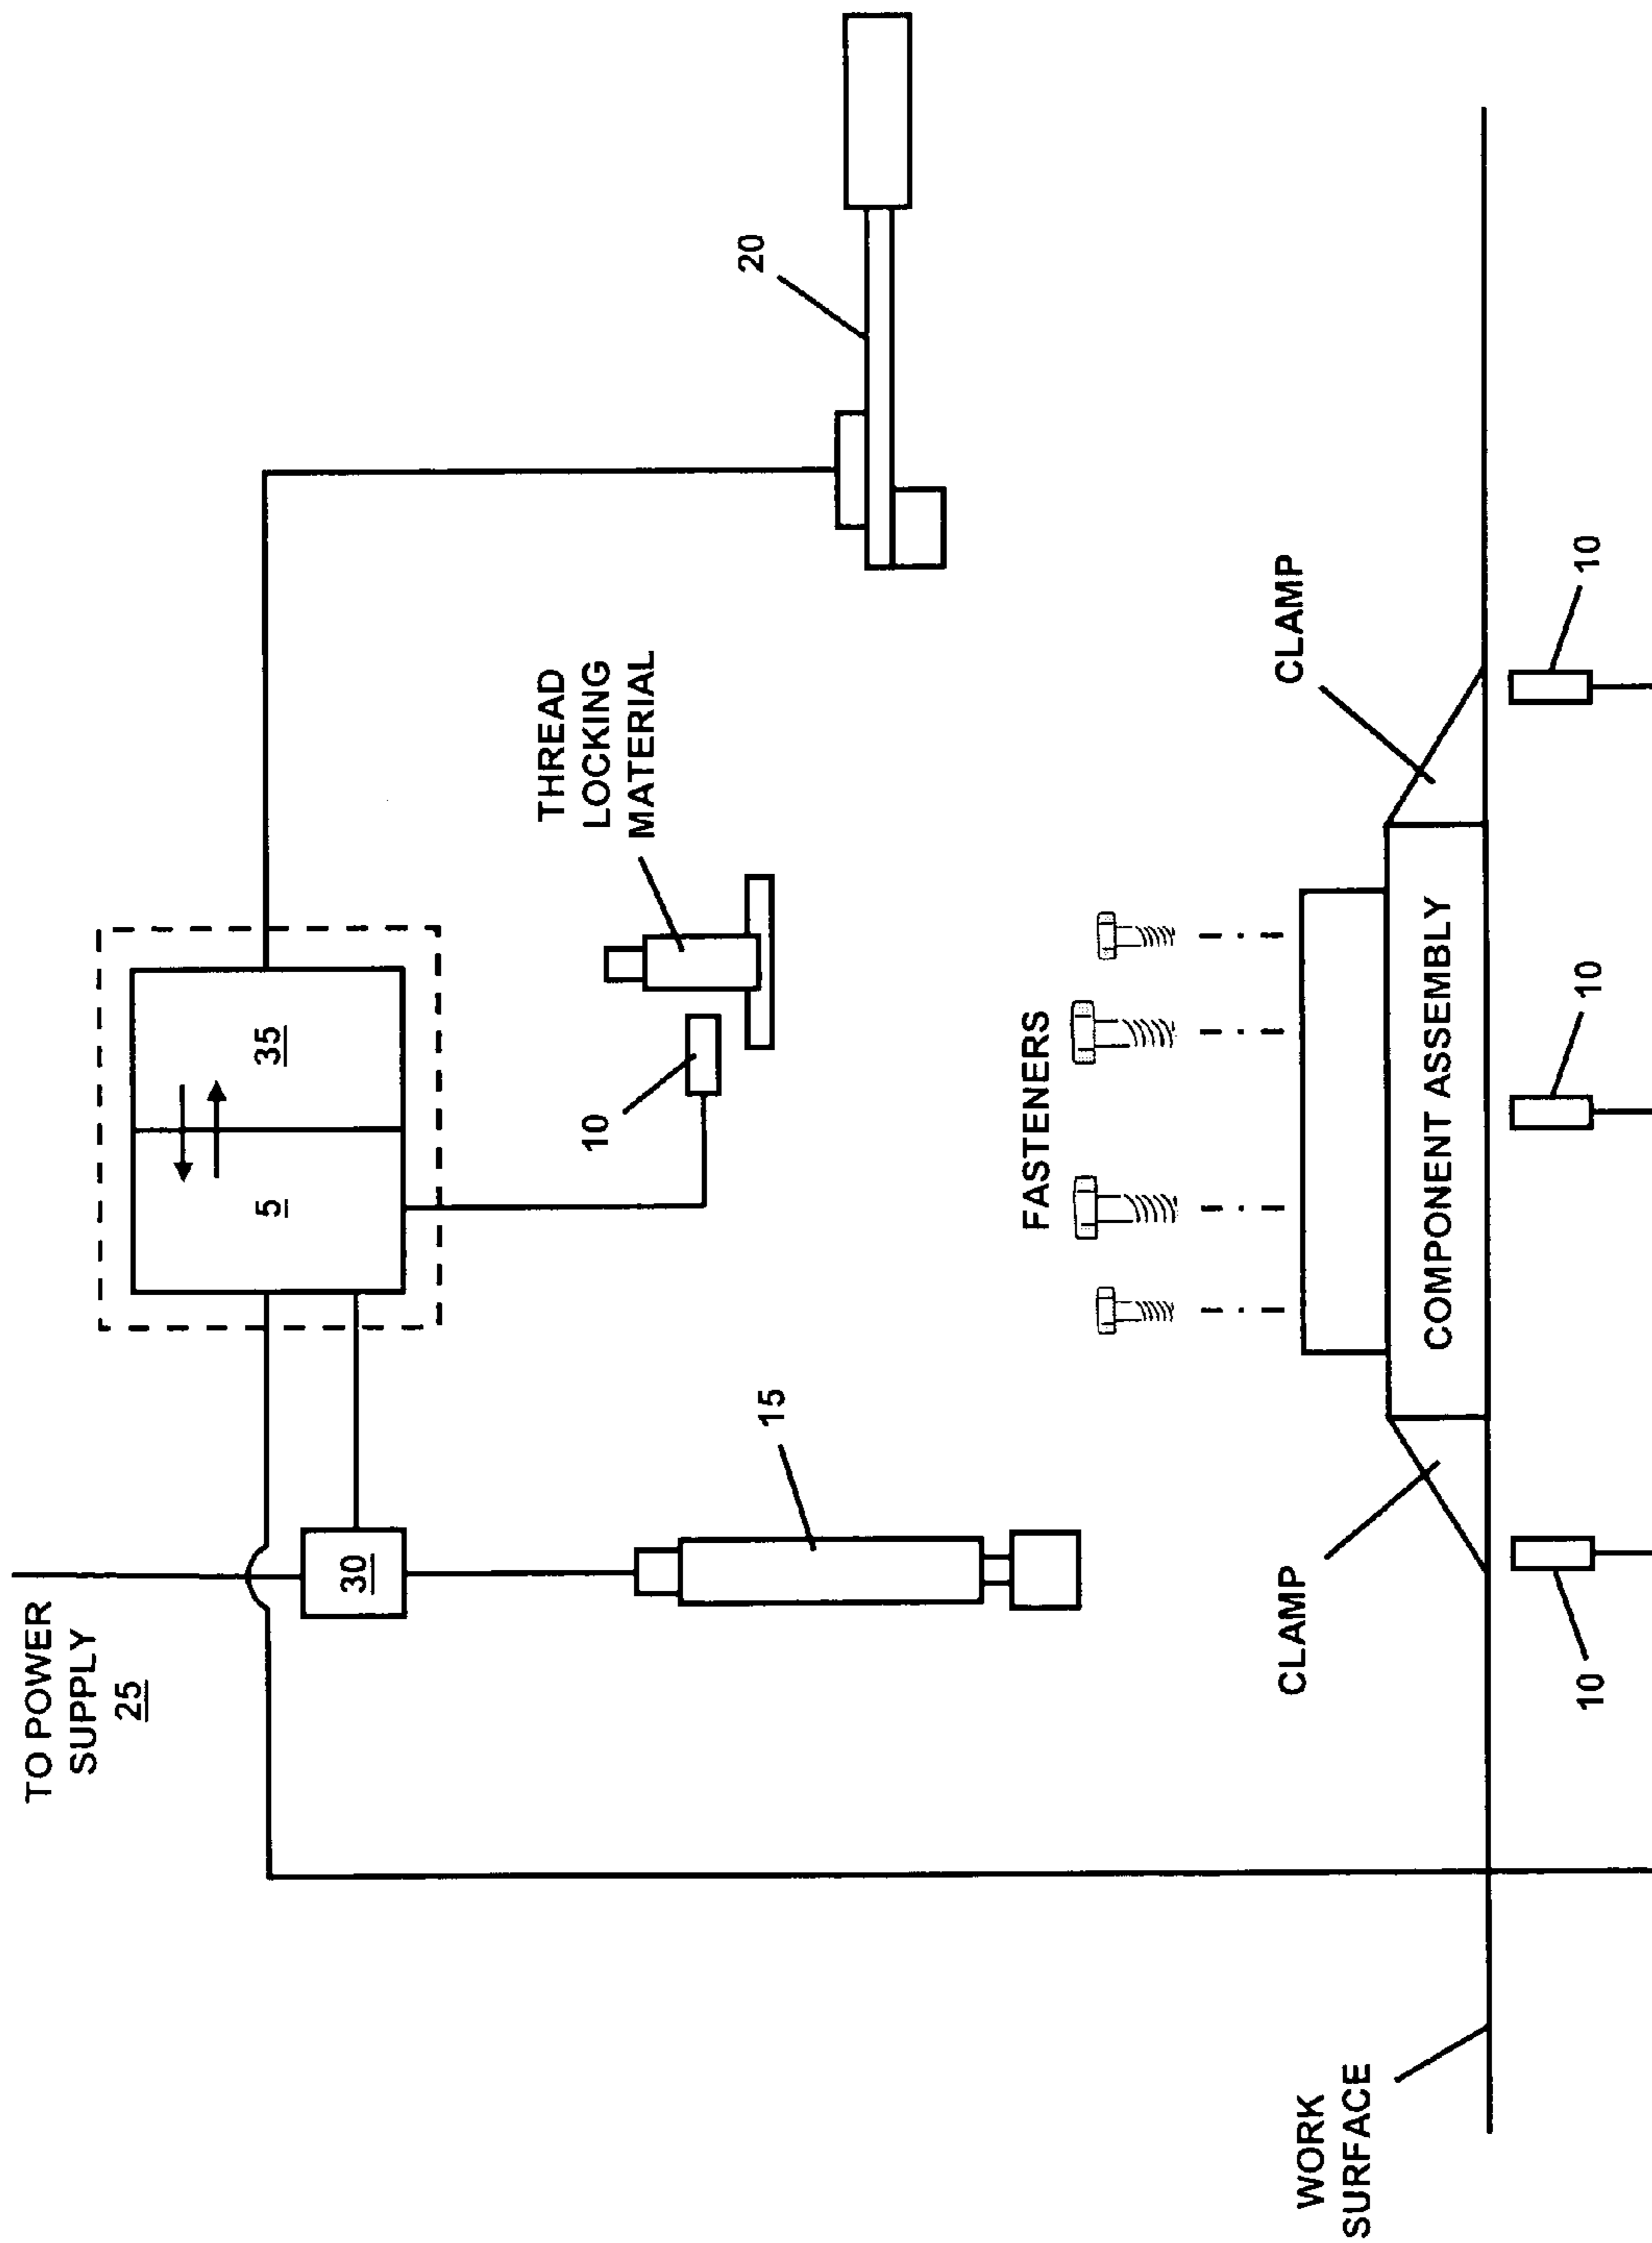 TO POWER
SUPPLY
25
30
5
35
15
10
THREAD
LOCKING
MATERIAL
20
FASTENERS
CLAMP
CLAMP
COMPONENT ASSEMBLY
WORK
SURFACE
10
10
10